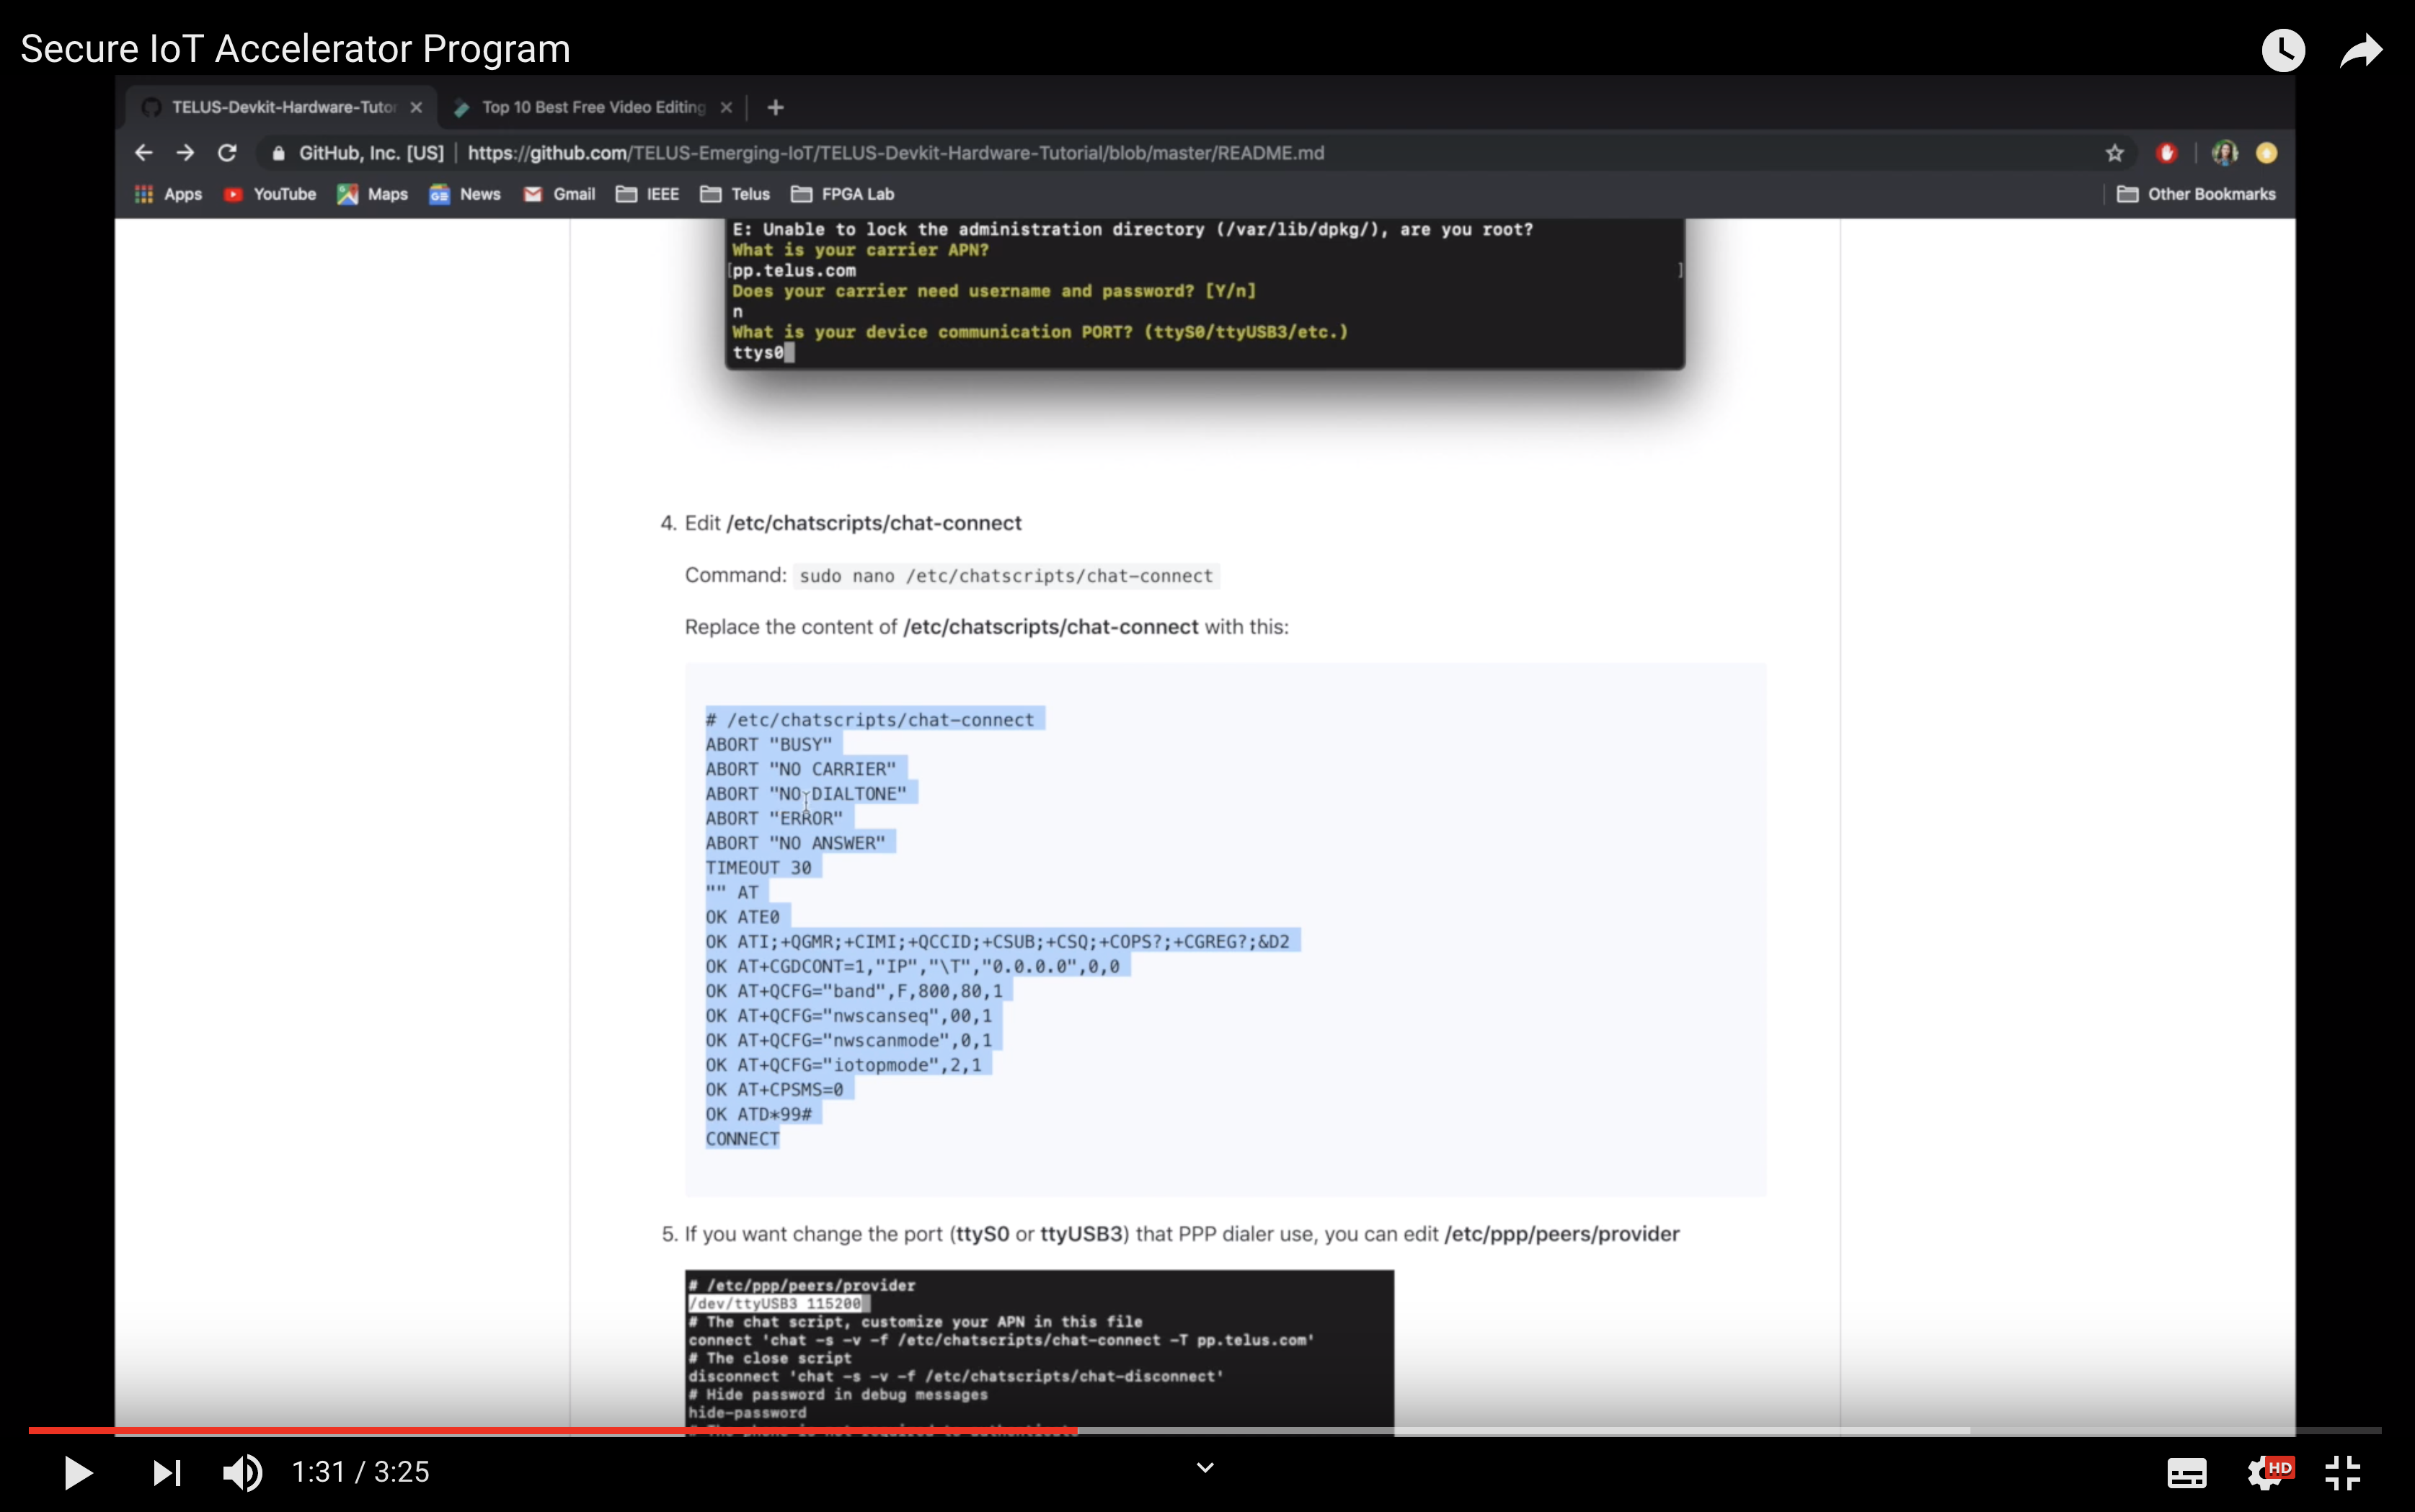 Secure IoT Accelerator Program
TELUS-Devkit-Hardware-Tutor
Top 10 Best Free Video Editing
GitHub, Inc. [US] | https://github.com/TELUS-Emerging-IoT/TELUS-Devkit-Hardware-Tutorial/blob/master/README.md
Apps YouTube Maps News Gmail IEEE Telus FPGA Lab Other Bookmarks
E: Unable to lock the administration directory (/var/lib/dpkg/), are you root?
What is your carrier APN?
[pp.telus.com ]
Does your carrier need username and password? [Y/n]
n
What is your device communication PORT? (ttyS0/ttyUSB3/etc.)
ttys0
4. Edit /etc/chatscripts/chat-connect
Command: sudo nano /etc/chatscripts/chat-connect
Replace the content of /etc/chatscripts/chat-connect with this:
# /etc/chatscripts/chat-connect
ABORT "BUSY"
ABORT "NO CARRIER"
ABORT "NO DIALTONE"
ABORT "ERROR"
ABORT "NO ANSWER"
TIMEOUT 30
"" AT
OK ATE0
OK ATI;+QGMR;+CIMI;+QCCID;+CSUB;+CSQ;+COPS?;+CGREG?;&D2
OK AT+CGDCONT=1,"IP","\T","0.0.0.0",0,0
OK AT+QCFG="band",F,800,80,1
OK AT+QCFG="nwscanseq",00,1
OK AT+QCFG="nwscanmode",0,1
OK AT+QCFG="iotopmode",2,1
OK AT+CPSMS=0
OK ATD*99#
CONNECT
5. If you want change the port (ttyS0 or ttyUSB3) that PPP dialer use, you can edit /etc/ppp/peers/provider
# /etc/ppp/peers/provider
/dev/ttyUSB3 115200
# The chat script, customize your APN in this file
connect 'chat -s -v -f /etc/chatscripts/chat-connect -T pp.telus.com'
# The close script
disconnect 'chat -s -v -f /etc/chatscripts/chat-disconnect'
# Hide password in debug messages
hide-password
1:31 / 3:25
HD